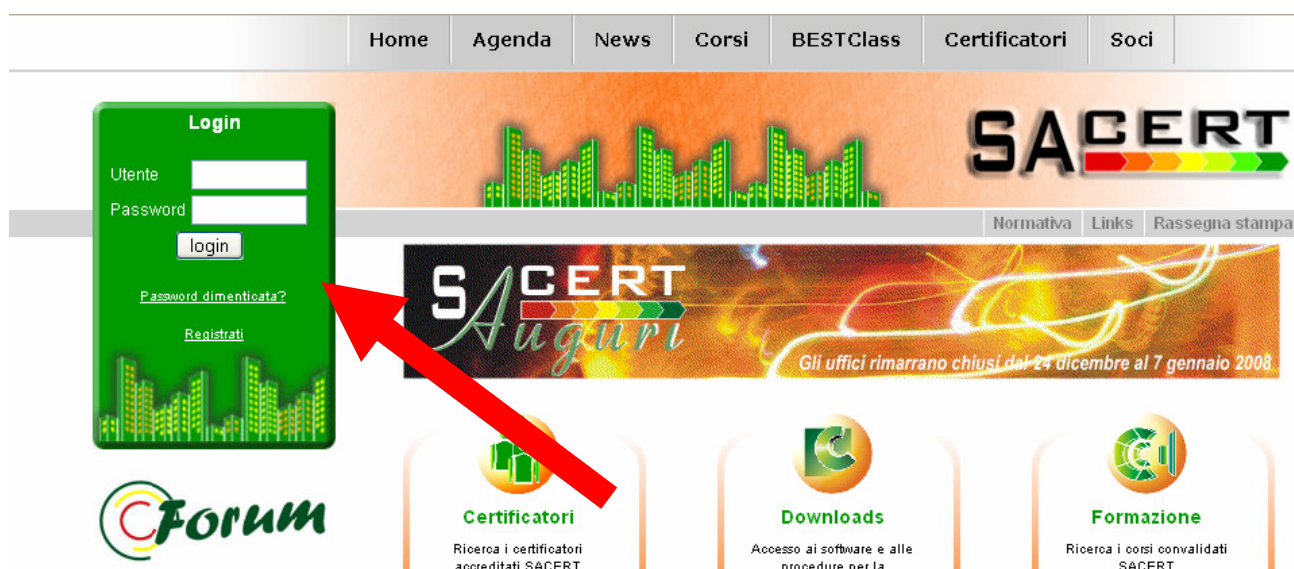 Home Agenda News Corsi BESTClass Certificatori Soci
Login
Utente
Password
login
Password dimenticata?
Registrati
SACERT
Normativa Links Rassegna stampa
SACERT
Auguri
Gli uffici rimarrano chiusi dal 24 dicembre al 7 gennaio 2008
Forum
Certificatori
Ricerca i certificatori
accreditati SACERT
Downloads
Accesso ai software e alle
procedure per la
Formazione
Ricerca i corsi convalidati
SACERT